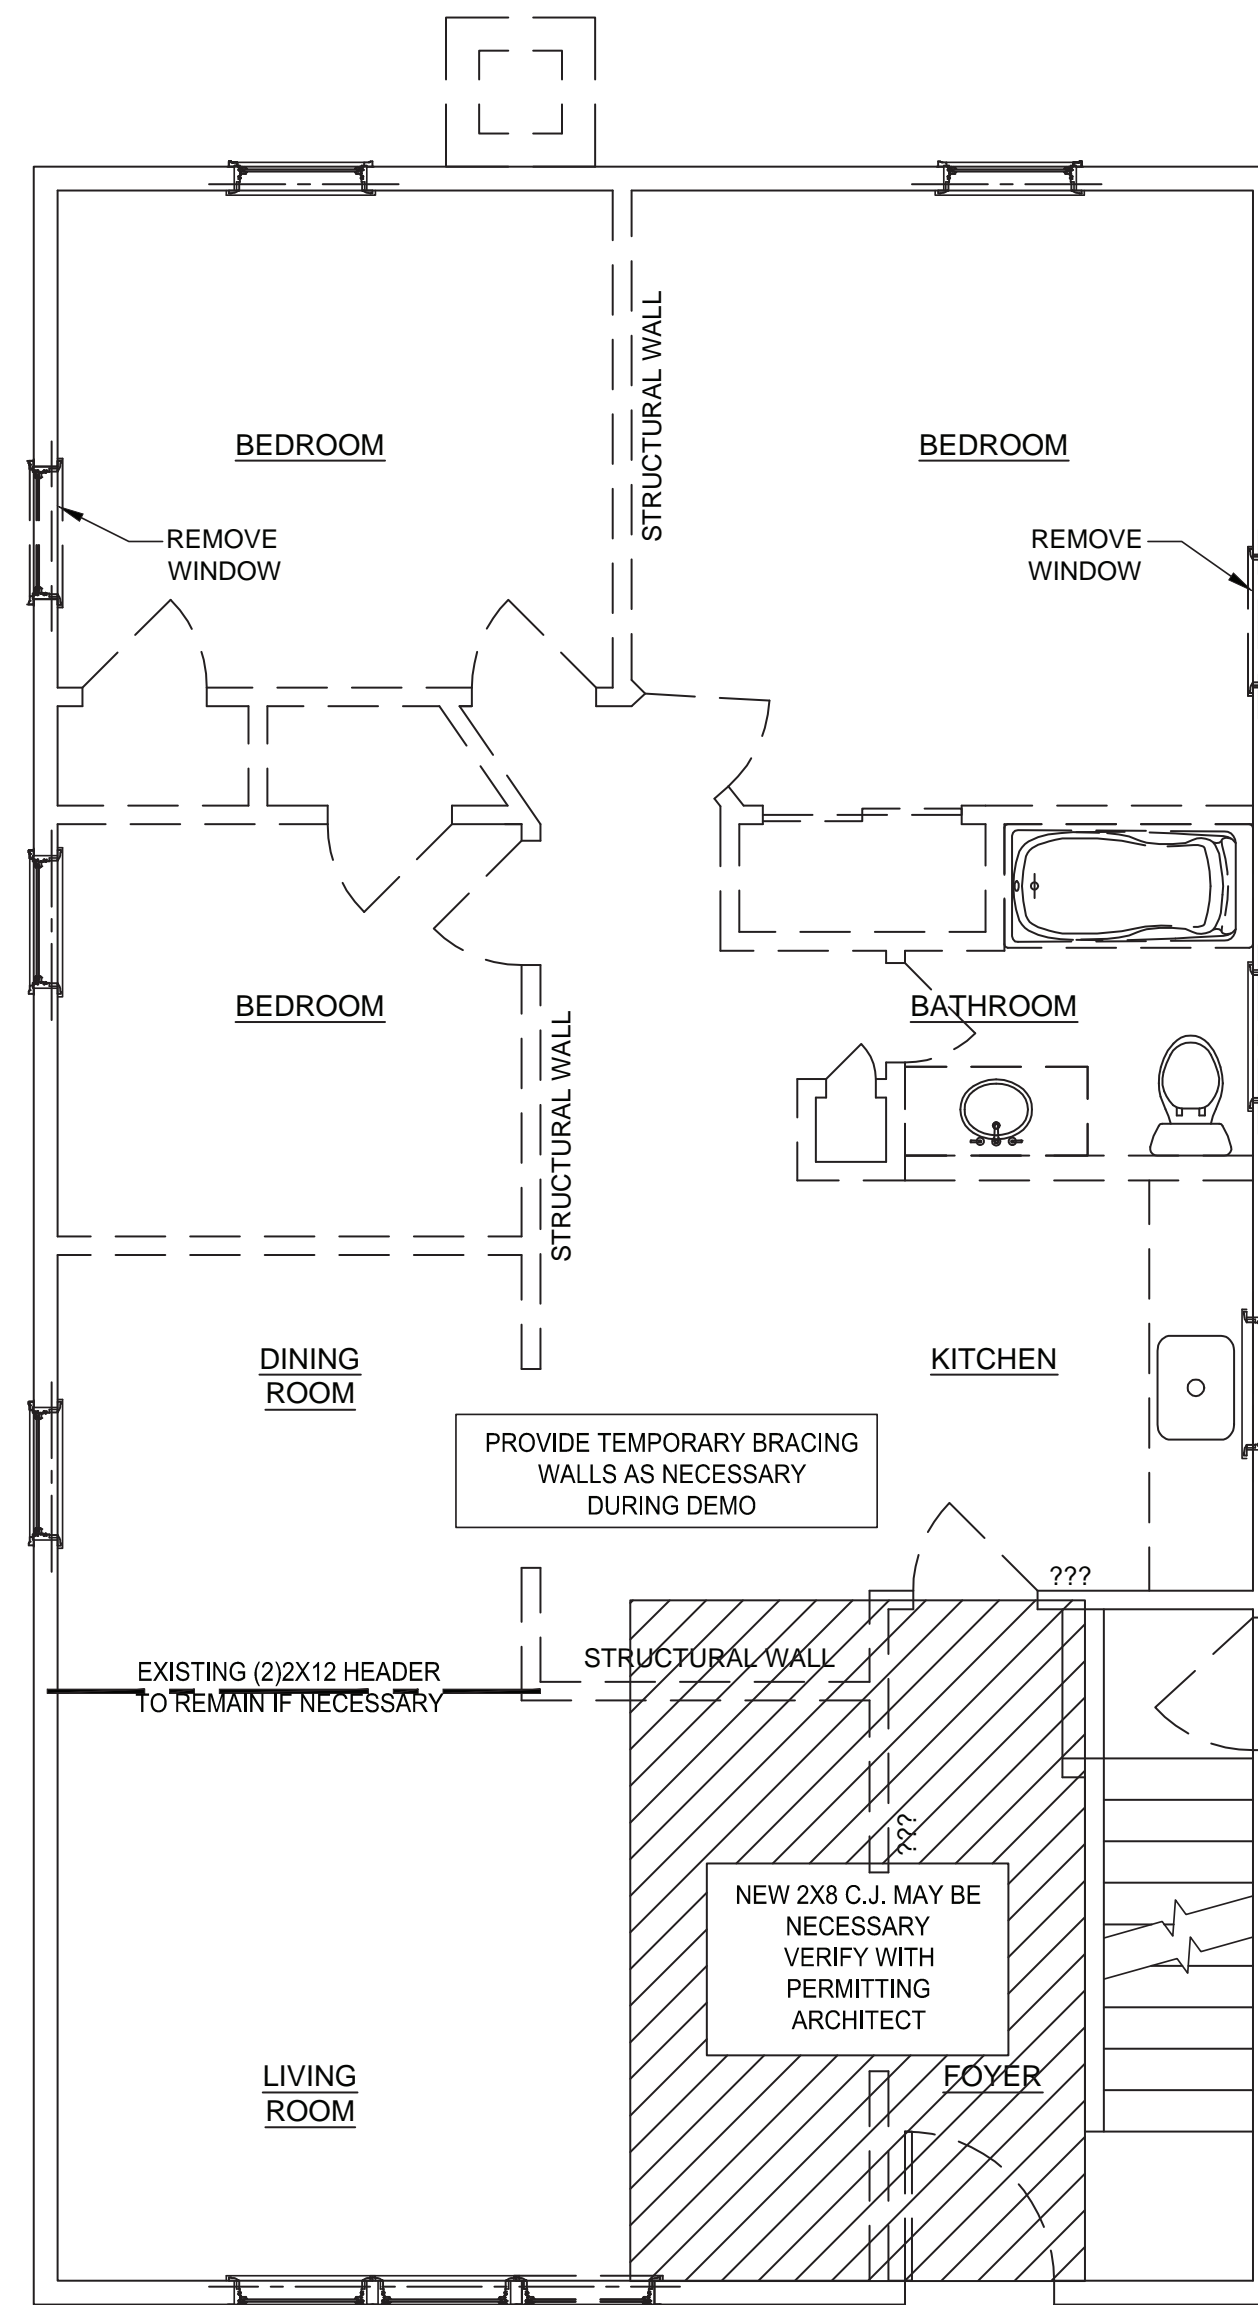 STRUCTURAL WALL
BEDROOM
BEDROOM
REMOVE
WINDOW
REMOVE
WINDOW
BEDROOM
STRUCTURAL WALL
BATHROOM
DINING
ROOM
KITCHEN
PROVIDE TEMPORARY BRACING
WALLS AS NECESSARY
DURING DEMO
???
STRUCTURAL WALL
EXISTING (2)2X12 HEADER
TO REMAIN IF NECESSARY
???
NEW 2X8 C.J. MAY BE
NECESSARY
VERIFY WITH
PERMITTING
ARCHITECT
LIVING
ROOM
FOYER